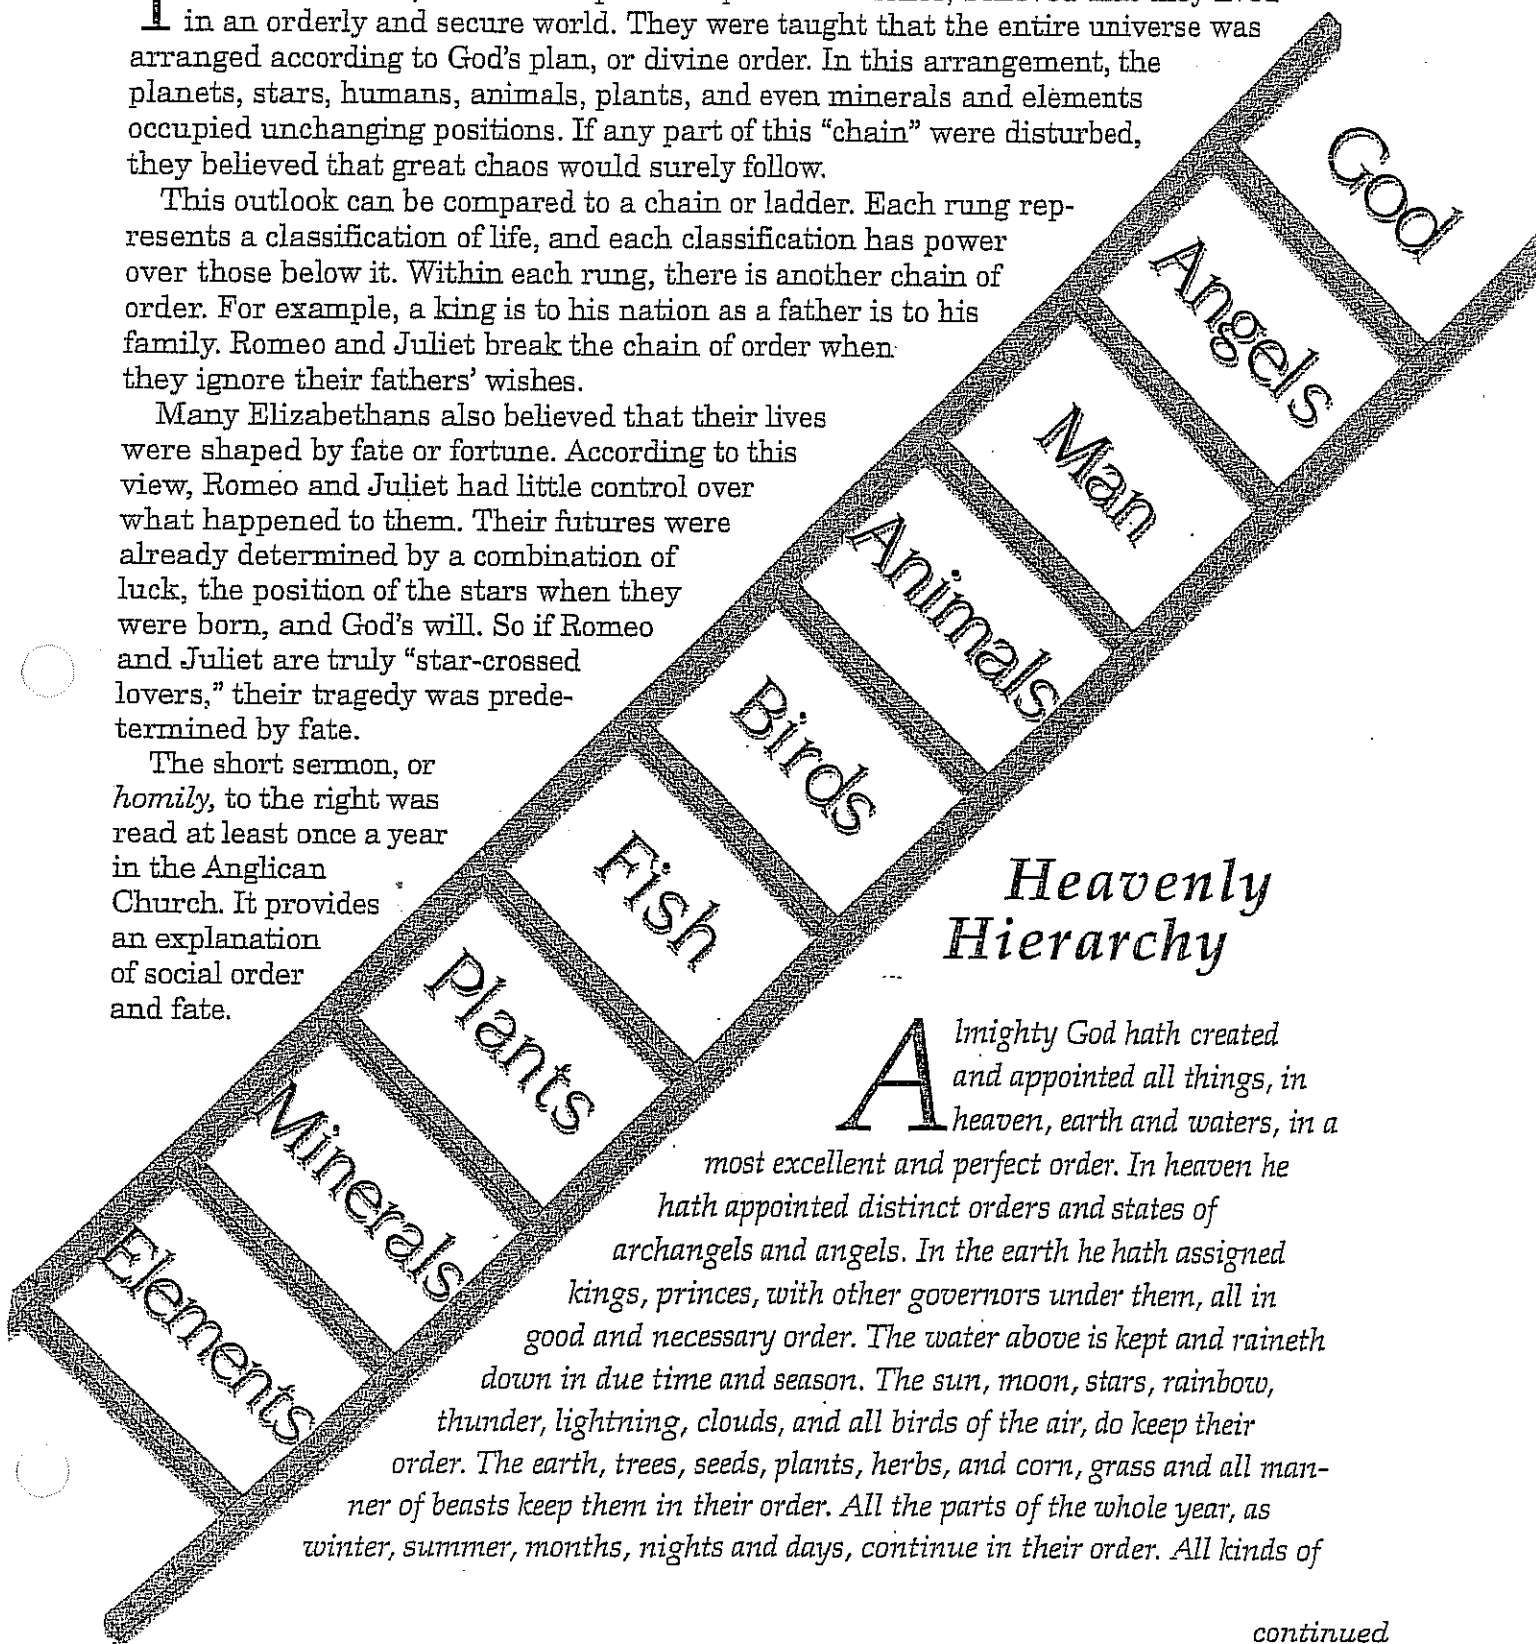 in an orderly and secure world. They were taught that the entire universe was
arranged according to God's plan, or divine order. In this arrangement, the
planets, stars, humans, animals, plants, and even minerals and elements
occupied unchanging positions. If any part of this “chain” were disturbed,
they believed that great chaos would surely follow.
This outlook can be compared to a chain or ladder. Each rung rep-
resents a classification of life, and each classification has power
over those below it. Within each rung, there is another chain of
order. For example, a king is to his nation as a father is to his
family. Romeo and Juliet break the chain of order when
they ignore their fathers' wishes.
Many Elizabethans also believed that their lives
were shaped by fate or fortune. According to this
view, Romeo and Juliet had little control over
what happened to them. Their futures were
already determined by a combination of
luck, the position of the stars when they
were born, and God's will. So if Romeo
and Juliet are truly “star-crossed
lovers,” their tragedy was prede-
termined by fate.
The short sermon, or
homily, to the right was
read at least once a year
in the Anglican
Church. It provides
an explanation
of social order
and fate.
God
Angels
Man
Animals
Birds
Fish
Plants
Minerals
Elements
Heavenly
Hierarchy
Almighty God hath created
and appointed all things, in
heaven, earth and waters, in a
most excellent and perfect order. In heaven he
hath appointed distinct orders and states of
archangels and angels. In the earth he hath assigned
kings, princes, with other governors under them, all in
good and necessary order. The water above is kept and raineth
down in due time and season. The sun, moon, stars, rainbow,
thunder, lightning, clouds, and all birds of the air, do keep their
order. The earth, trees, seeds, plants, herbs, and corn, grass and all man-
ner of beasts keep them in their order. All the parts of the whole year, as
winter, summer, months, nights and days, continue in their order. All kinds of
continued